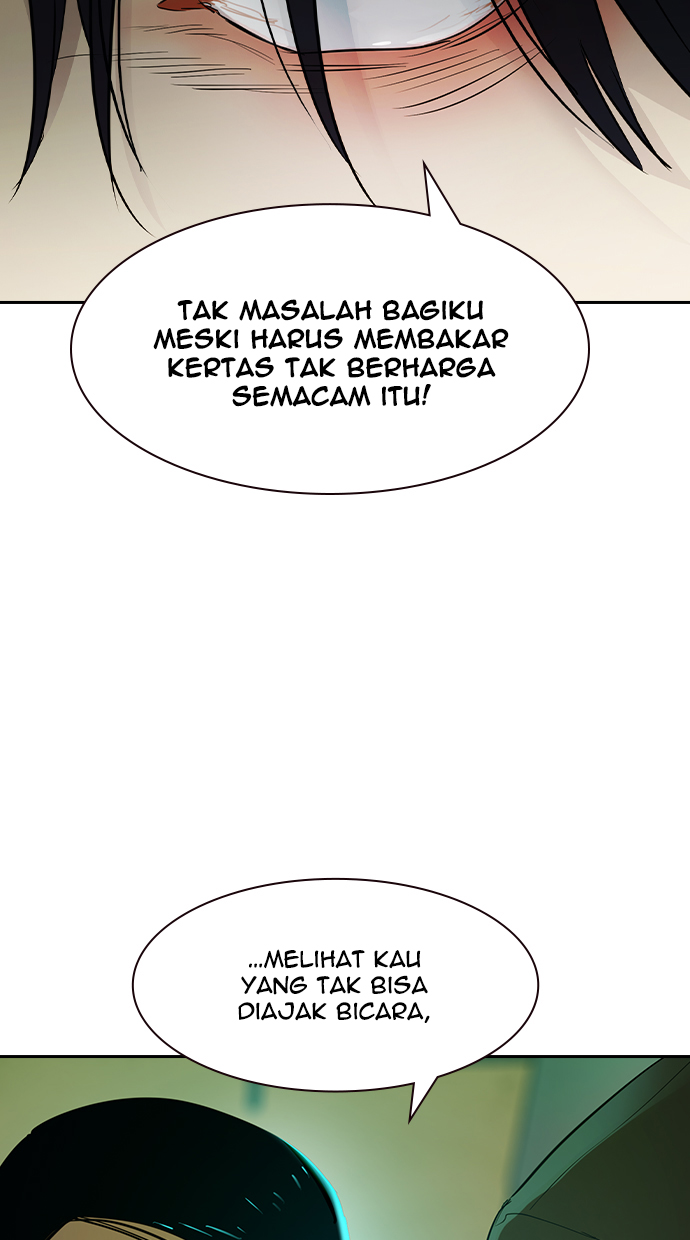 TAK MASALAH BAGIKU
MESKI HARUS MEMBAKAR
KERTAS TAK BERHARGA
SEMACAM ITU!
...MELIHAT KAU
YANG TAK BISA
DIAJAK BICARA,